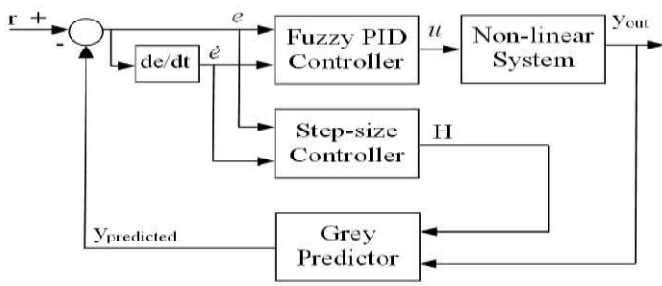 r +
-
e
de/dt
ė
Fuzzy PID
Controller
u
Non-linear
System
yout
Step-size
Controller
H
ypredicted
Grey
Predictor